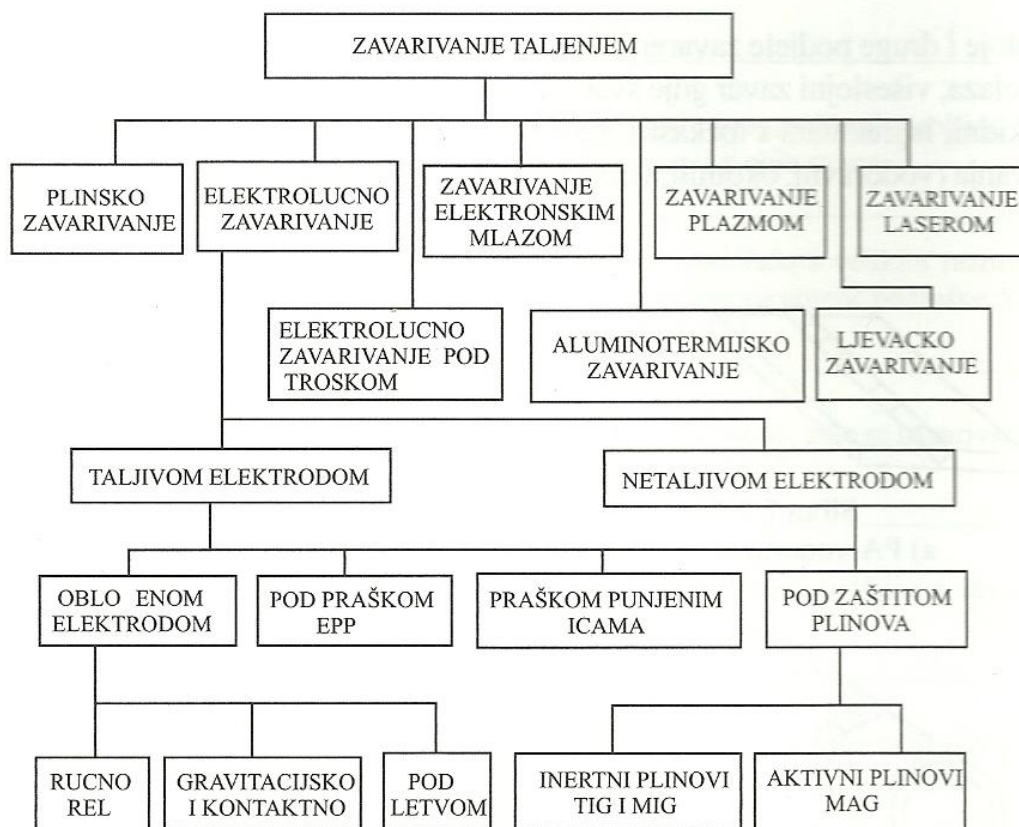 ZAVARIVANJE TALJENJEM
PLINSKO
ZAVARIVANJE
ELEKTROLUCNO
ZAVARIVANJE
ZAVARIVANJE
ELEKTRONSKIM
MLAZOM
ZAVARIVANJE
PLAZMOM
ZAVARIVANJE
LASEROM
ELEKTROLUCNO
ZAVARIVANJE POD
TROSKOM
ALUMINOTERMIJSKO
ZAVARIVANJE
LJEVACKO
ZAVARIVANJE
TALJIVOM ELEKTRODOM
NETALJIVOM ELEKTRODOM
OBLO ENOM
ELEKTRODOM
POD PRAŠKOM
EPP
PRAŠKOM PUNJENIM
ICAMA
POD ZAŠTITOM
PLINOVA
RUCNO
REL
GRAVITACIJSKO
I KONTAKTNO
POD
LETVOM
INERTNI PLINOVI
TIG I MIG
AKTIVNI PLINOVI
MAG